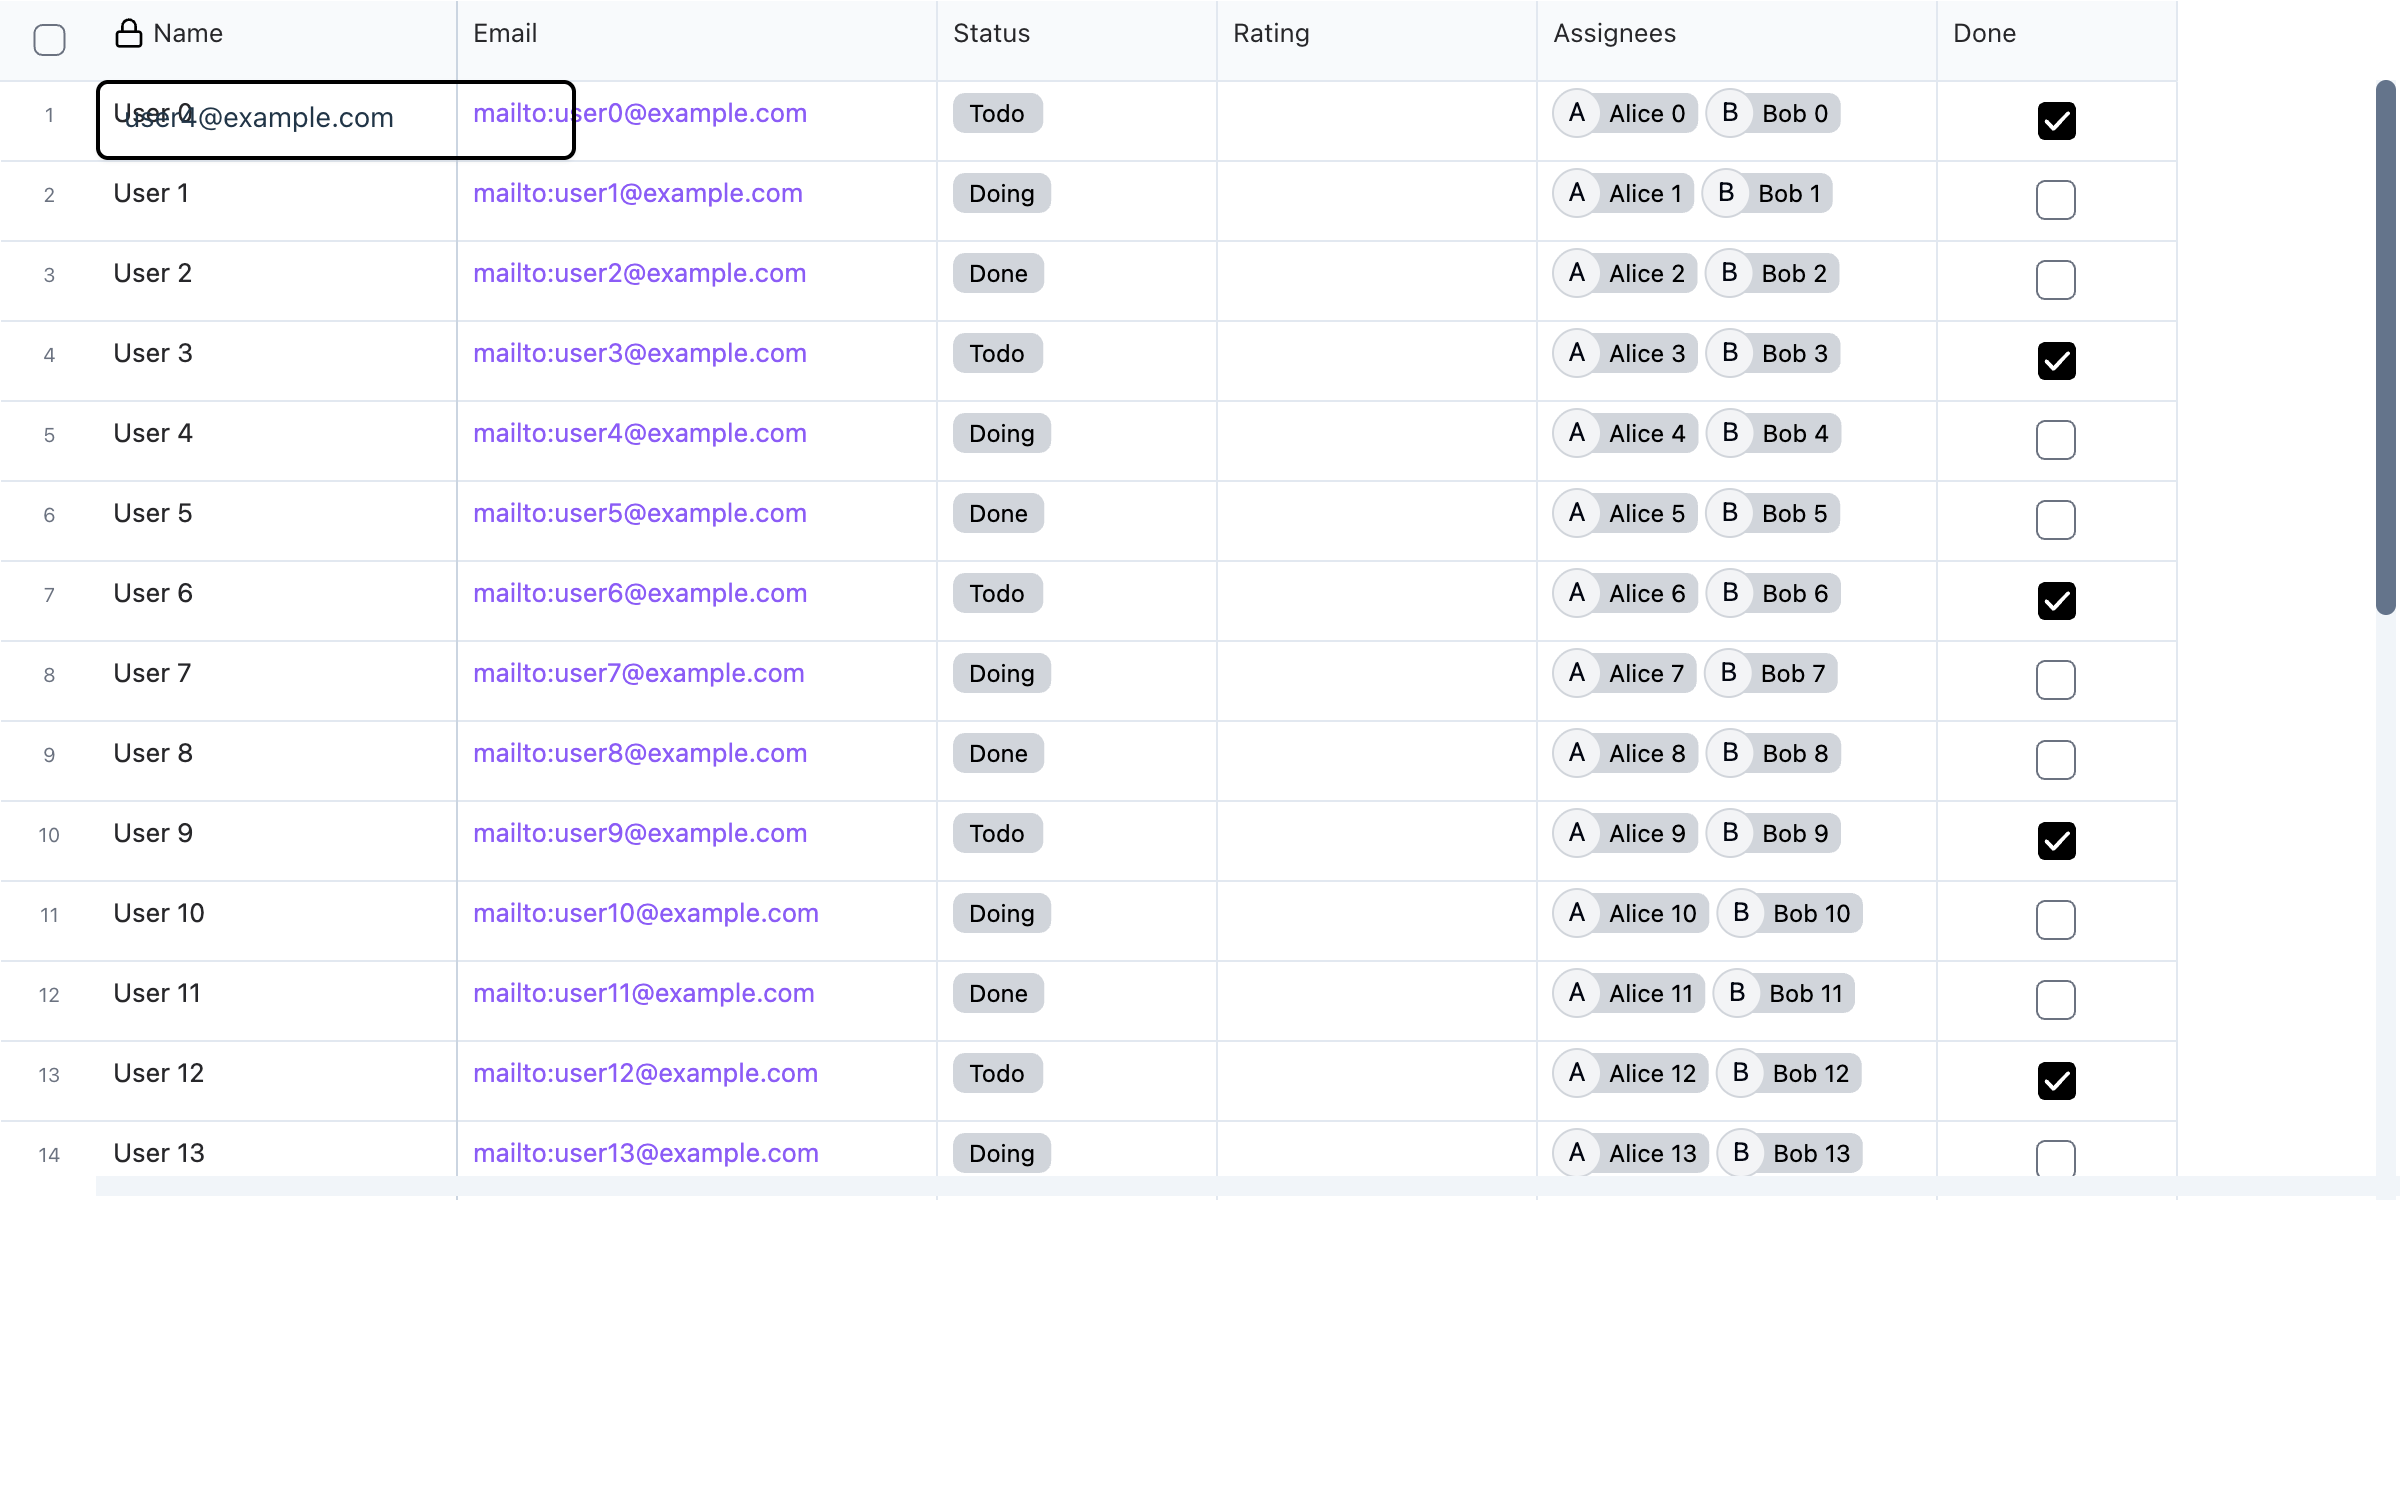 Name Email Status Rating Assignees Done
1 User 0 user4@example.com mailto:user0@example.com Todo A Alice 0 B Bob 0
2 User 1 mailto:user1@example.com Doing A Alice 1 B Bob 1
3 User 2 mailto:user2@example.com Done A Alice 2 B Bob 2
4 User 3 mailto:user3@example.com Todo A Alice 3 B Bob 3
5 User 4 mailto:user4@example.com Doing A Alice 4 B Bob 4
6 User 5 mailto:user5@example.com Done A Alice 5 B Bob 5
7 User 6 mailto:user6@example.com Todo A Alice 6 B Bob 6
8 User 7 mailto:user7@example.com Doing A Alice 7 B Bob 7
9 User 8 mailto:user8@example.com Done A Alice 8 B Bob 8
10 User 9 mailto:user9@example.com Todo A Alice 9 B Bob 9
11 User 10 mailto:user10@example.com Doing A Alice 10 B Bob 10
12 User 11 mailto:user11@example.com Done A Alice 11 B Bob 11
13 User 12 mailto:user12@example.com Todo A Alice 12 B Bob 12
14 User 13 mailto:user13@example.com Doing A Alice 13 B Bob 13